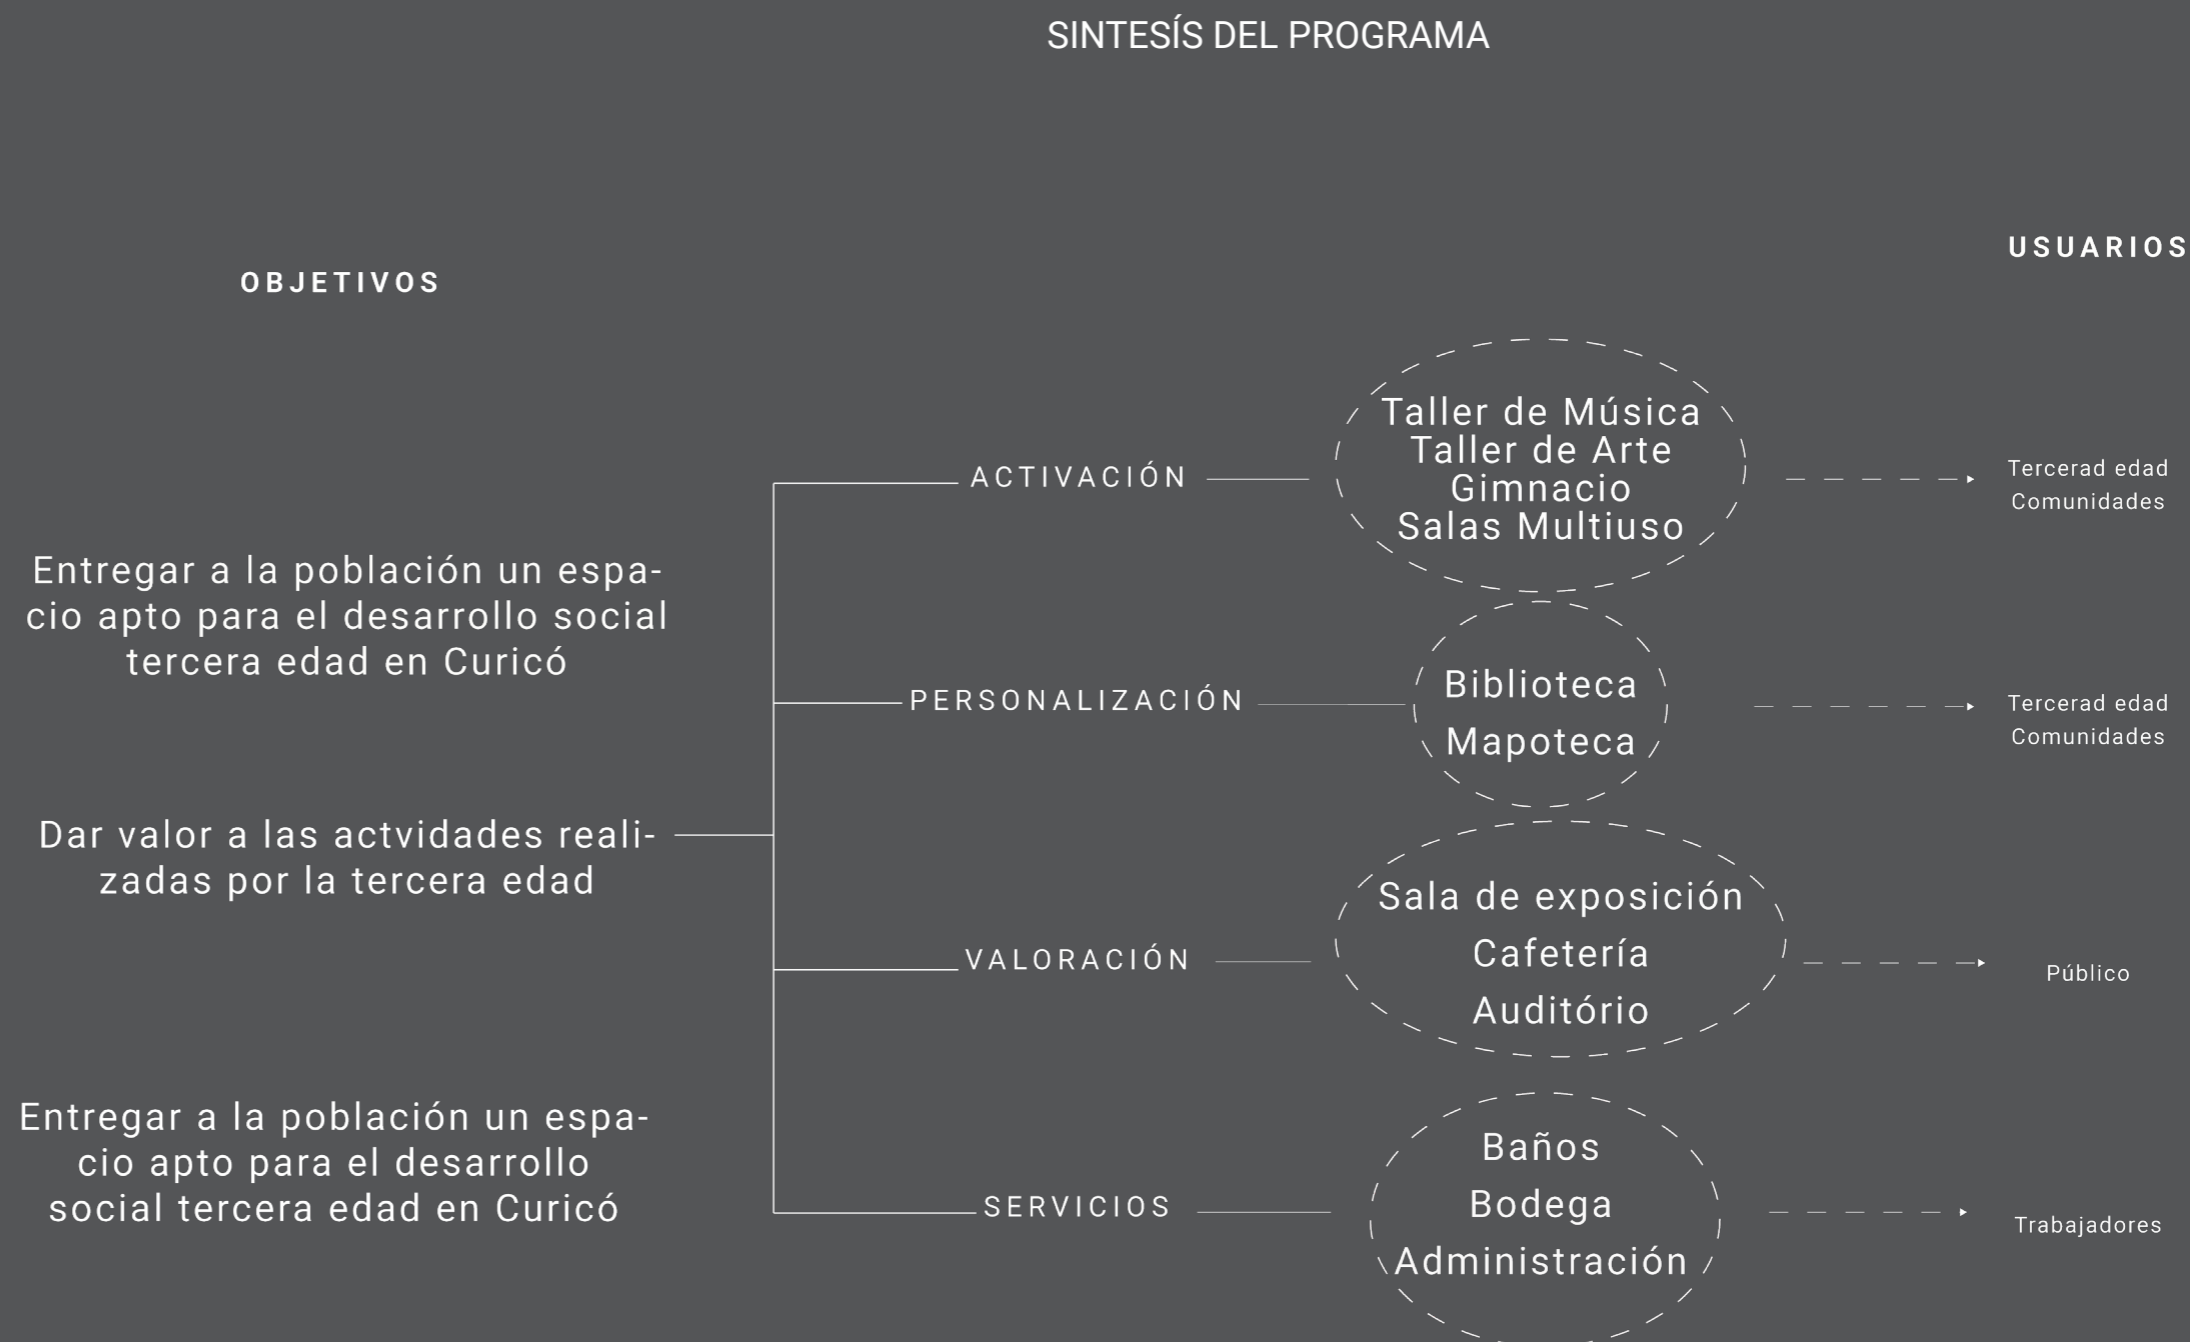 SINTESÍS DEL PROGRAMA
OBJETIVOS
USUARIOS
Entregar a la población un espa-
cio apto para el desarrollo social
tercera edad en Curicó
Dar valor a las actvidades reali-
zadas por la tercera edad
Entregar a la población un espa-
cio apto para el desarrollo
social tercera edad en Curicó
ACTIVACIÓN
Taller de Música
Taller de Arte
Gimnacio
Salas Multiuso
Tercerad edad
Comunidades
PERSONALIZACIÓN
Biblioteca
Mapoteca
Tercerad edad
Comunidades
VALORACIÓN
Sala de exposición
Cafetería
Auditório
Público
SERVICIOS
Baños
Bodega
Administración
Trabajadores